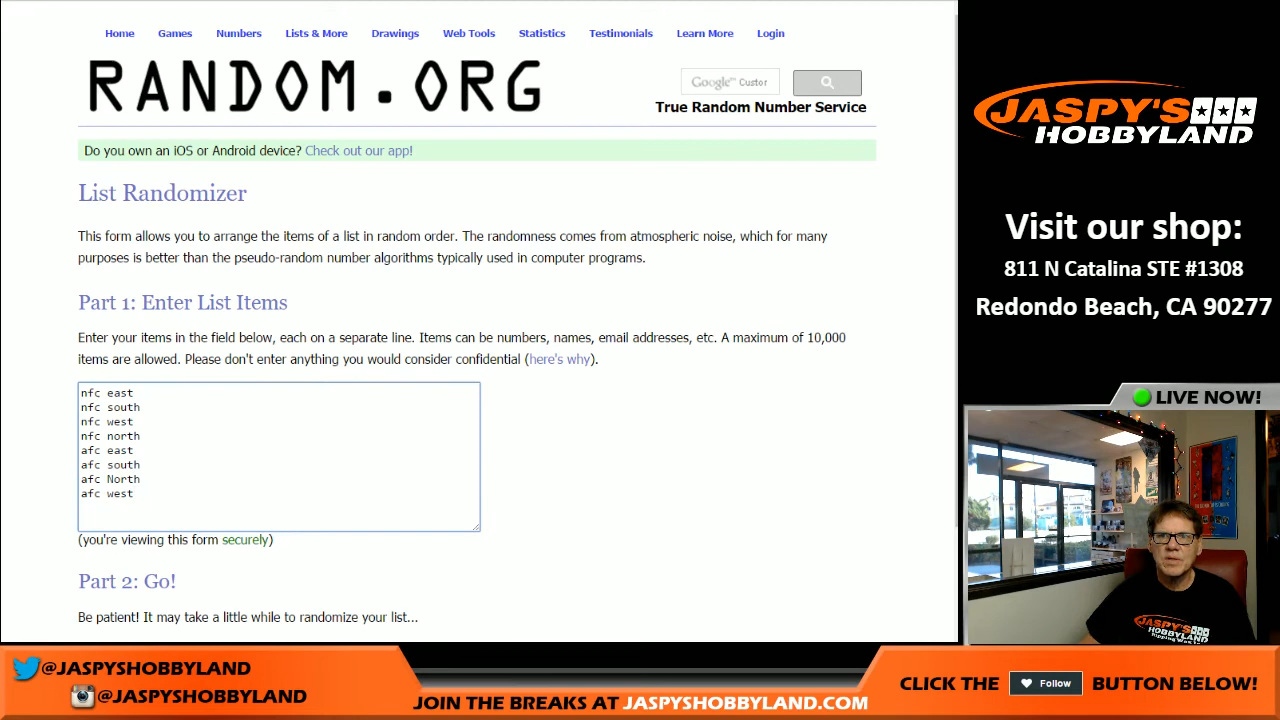 Home Games Numbers Lists & More Drawings Web Tools Statistics Testimonials Learn More Login
RANDOM.ORG
Google™ Custor
True Random Number Service
Do you own an iOS or Android device? Check out our app!
List Randomizer
This form allows you to arrange the items of a list in random order. The randomness comes from atmospheric noise, which for many
purposes is better than the pseudo-random number algorithms typically used in computer programs.
Part 1: Enter List Items
Enter your items in the field below, each on a separate line. Items can be numbers, names, email addresses, etc. A maximum of 10,000
items are allowed. Please don't enter anything you would consider confidential (here's why).
nfc east
nfc south
nfc west
nfc north
afc east
afc south
afc North
afc west
(you're viewing this form securely)
Part 2: Go!
Be patient! It may take a little while to randomize your list...
JASPY'S
HOBBYLAND
Visit our shop:
811 N Catalina STE #1308
Redondo Beach, CA 90277
LIVE NOW!
JASPY'S
HOBBYLAND
@JASPYSHOBBYLAND
@JASPYSHOBBYLAND
JOIN THE BREAKS AT JASPYSHOBBYLAND.COM
CLICK THE Follow BUTTON BELOW!